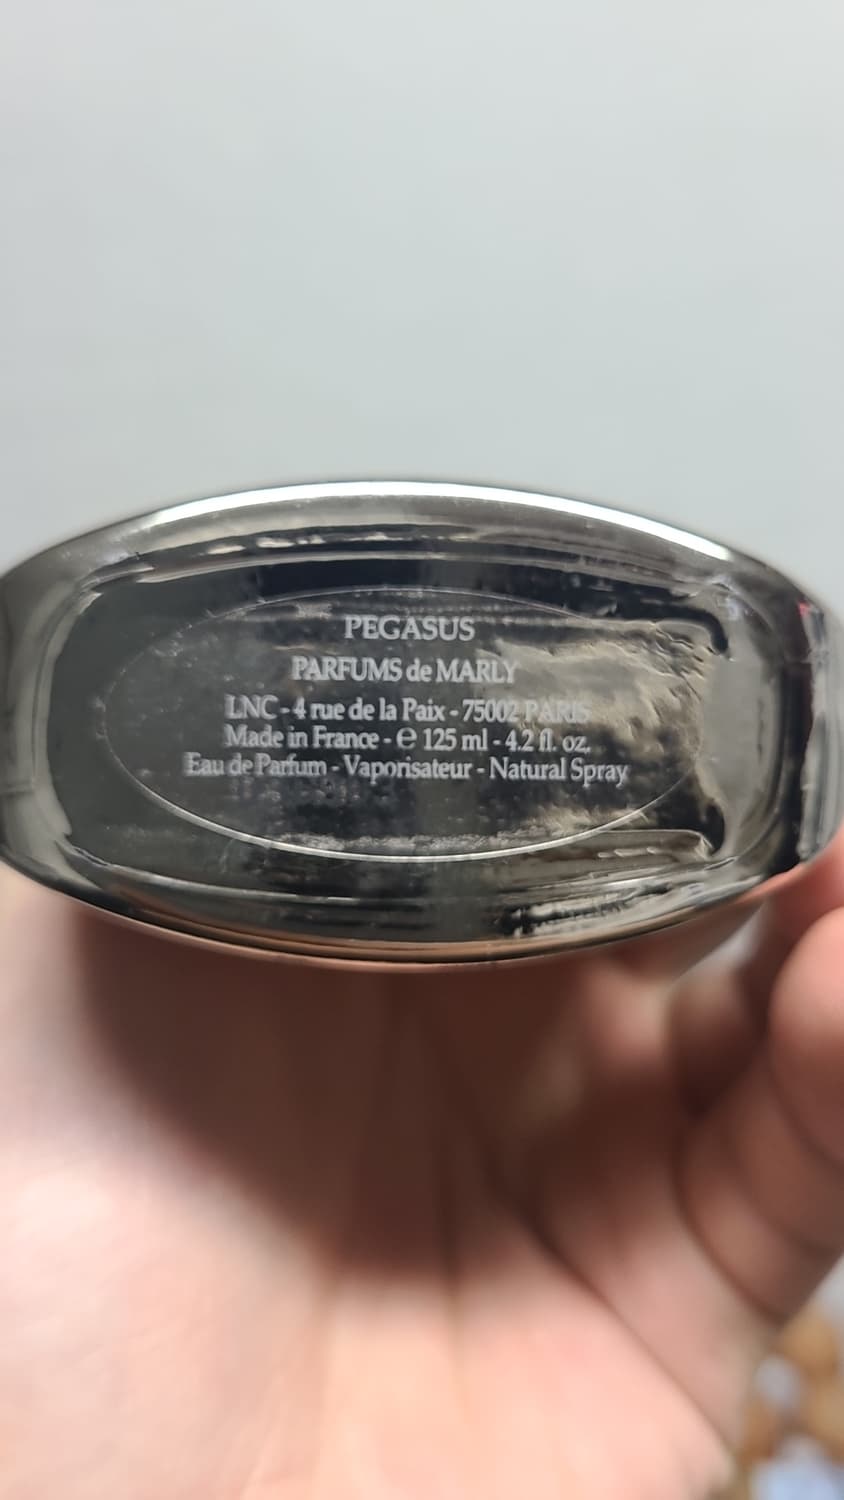 PEGASUS
PARFUMS de MARLY
LNC - 4 rue de la Paix - 75002 PARIS
Made in France - ℮ 125 ml - 4.2 fl. oz.
Eau de Parfum - Vaporisateur - Natural Spray